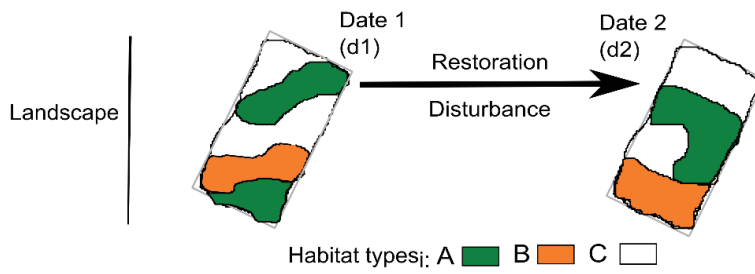 Date 1
(d1)
Date 2
(d2)
Restoration
Disturbance
Landscape
Habitat typesi: A B C